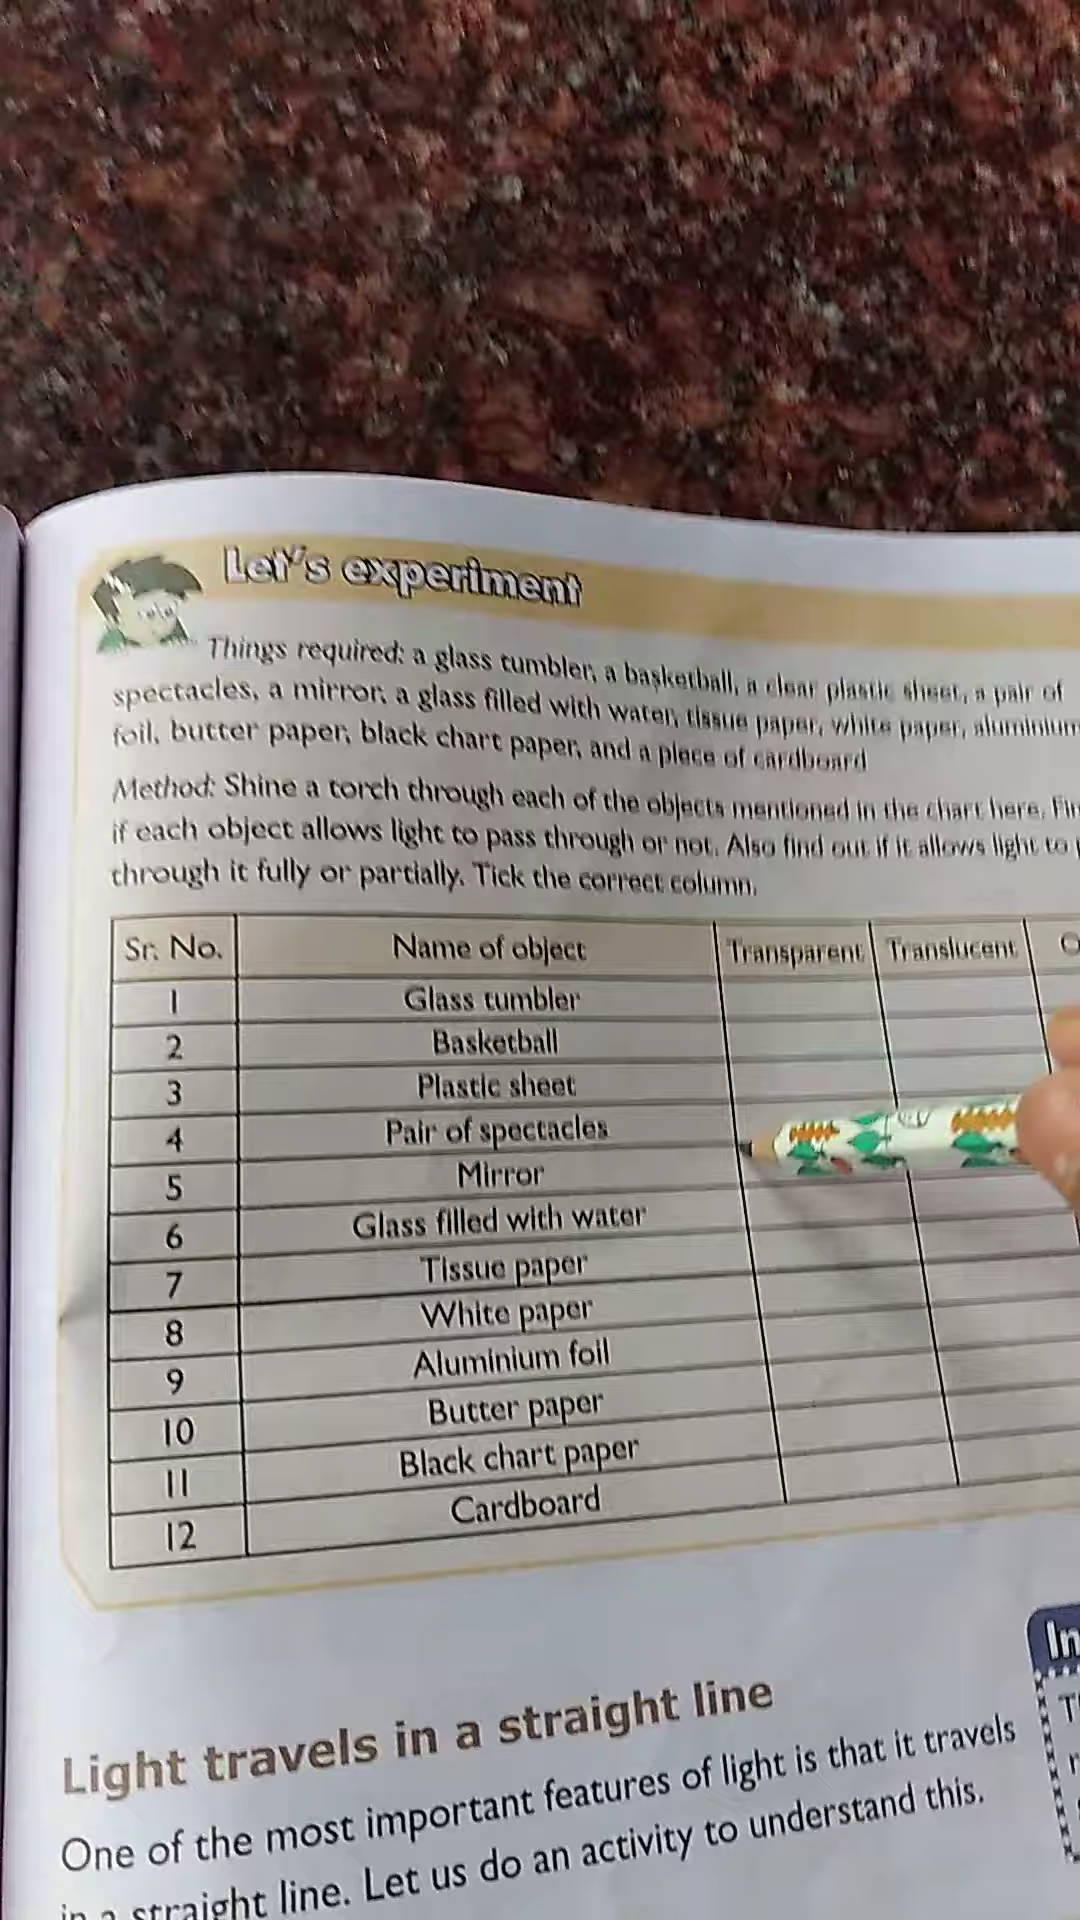 Let's experiment
Things required: a glass tumbler, a basketball, a clear plastic sheet, a pair of
spectacles, a mirror, a glass filled with water, tissue paper, white paper, aluminium
foil, butter paper, black chart paper, and a piece of cardboard
Method: Shine a torch through each of the objects mentioned in the chart here.
if each object allows light to pass through or not. Also find out if it allows light to
through it fully or partially. Tick the correct column.
Sr. No. Name of object Transparent Translucent
1 Glass tumbler
2 Basketball
3 Plastic sheet
4 Pair of spectacles
5 Mirror
6 Glass filled with water
7 Tissue paper
8 White paper
9 Aluminium foil
10 Butter paper
11 Black chart paper
12 Cardboard
In
Light travels in a straight line
One of the most important features of light is that it travels
in a straight line. Let us do an activity to understand this.